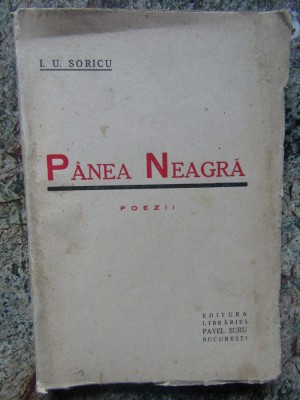 I. U. SORICU
PÂNEA NEAGRĂ
POEZII
EDITURA
LIBRĂRIEI
PAVEL SURU
BUCUREȘTI